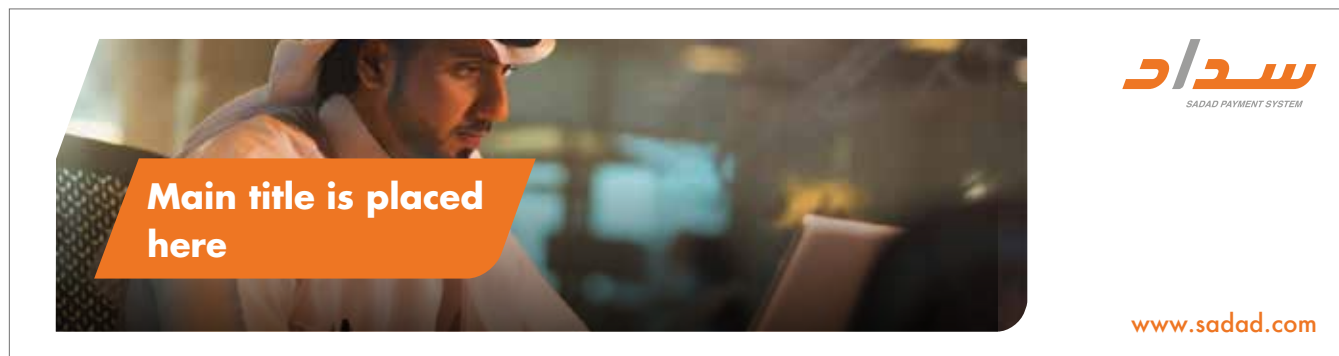 سداد
SADAD PAYMENT SYSTEM
Main title is placed
here
www.sadad.com